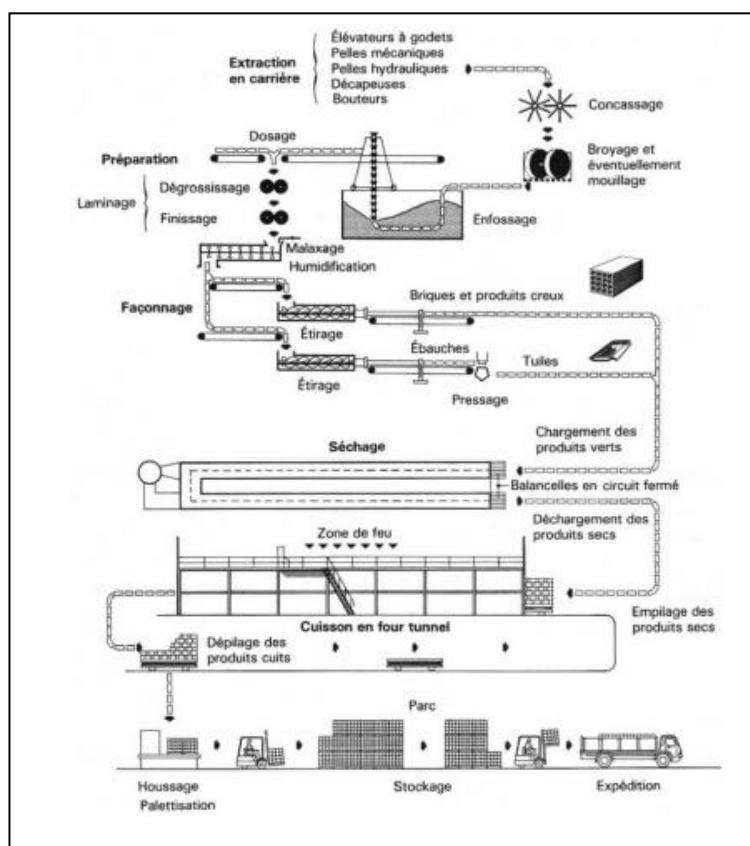 Extraction
en carrière
Élévateurs à godets
Pelles mécaniques
Pelles hydrauliques
Décapeuses
Bouteurs
Concassage
Dosage
Préparation
Broyage et
éventuellement
mouillage
Laminage
Dégrossissage
Finissage
Enfossage
Malaxage
Humidification
Façonnage
Briques et produits creux
Étirage
Ébauches
Tuiles
Étirage
Pressage
Chargement des
produits verts
Séchage
Balancelles en circuit fermé
Déchargement des
produits secs
Zone de feu
Empilage des
produits secs
Cuisson en four tunnel
Dépilage des
produits cuits
Parc
Houssage
Palettisation
Stockage
Expédition